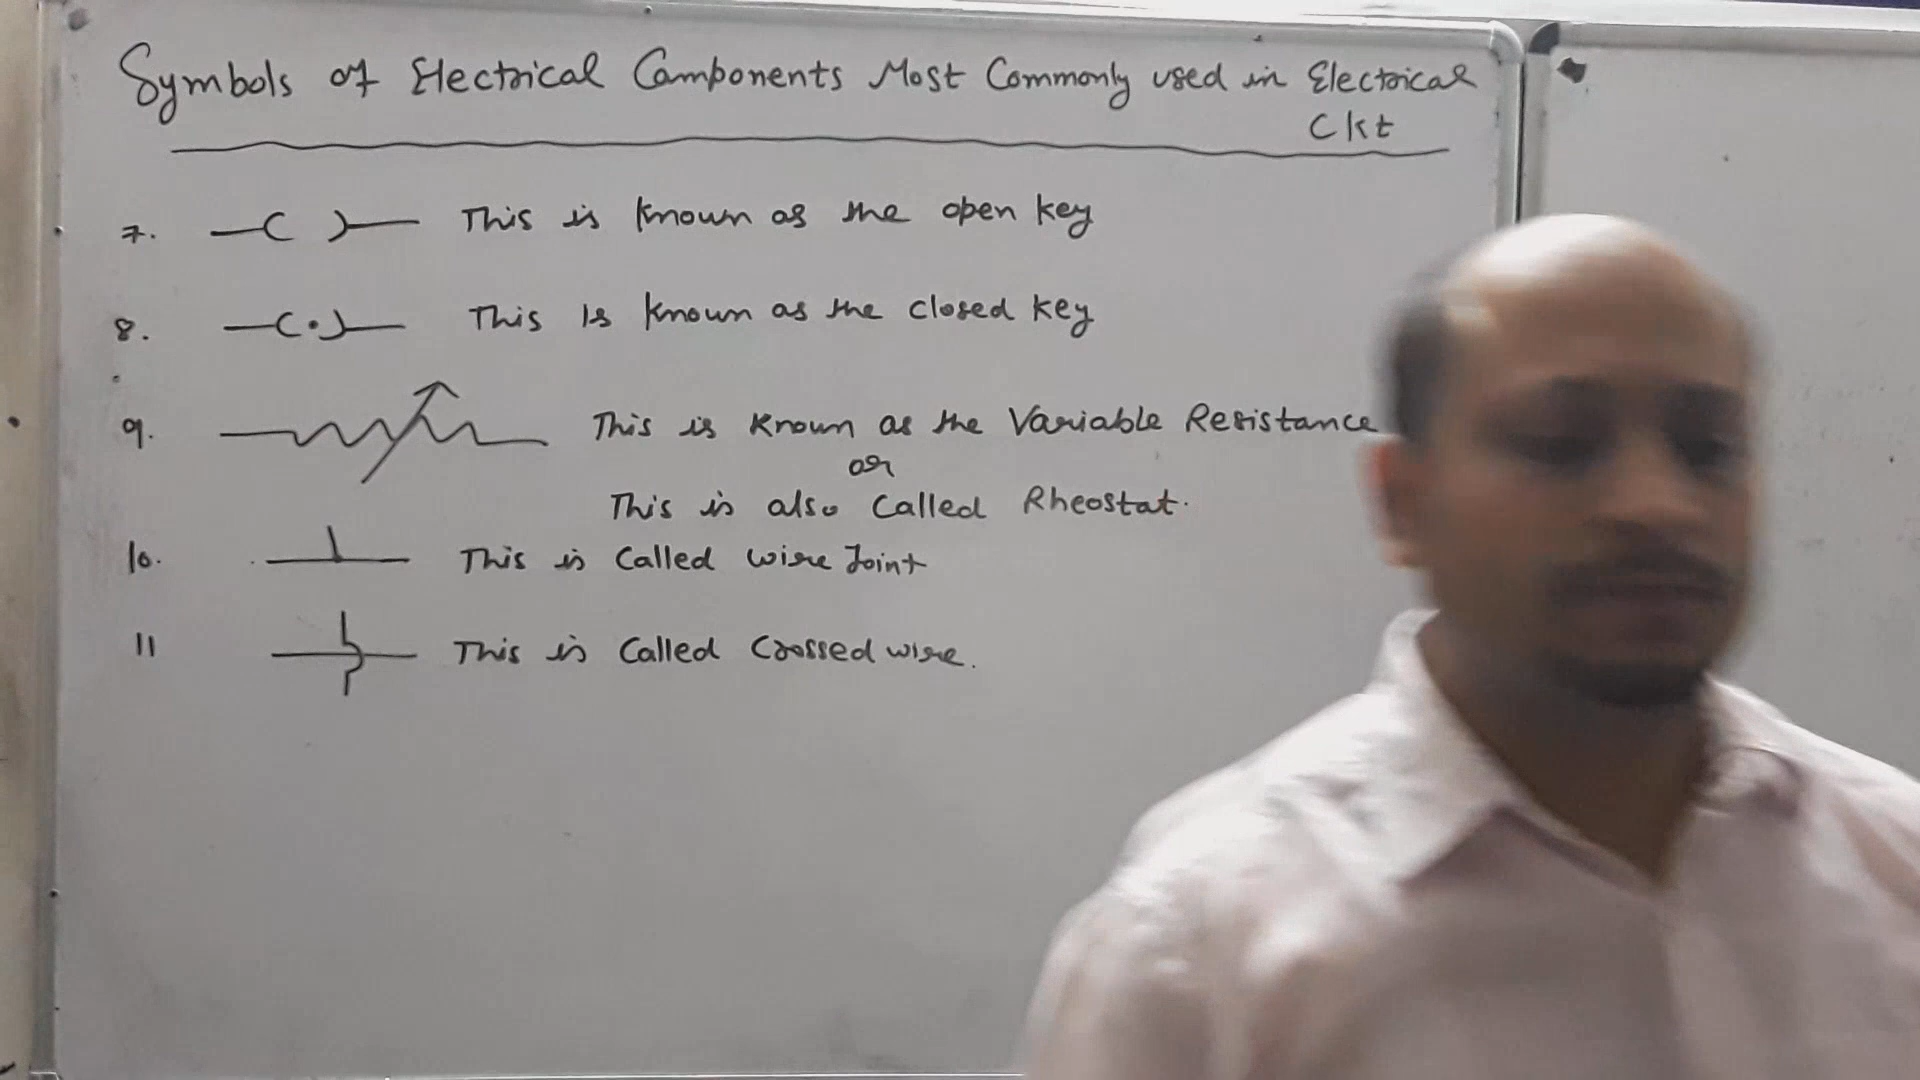 Symbols of Electrical Components Most Commonly used in Electrical
Ckt
7. This is known as the open key
8. This is known as the closed key
9. This is known as the Variable Resistance
or
This is also Called Rheostat.
10. This is Called wire Joint
11 This is Called Crossed wire.